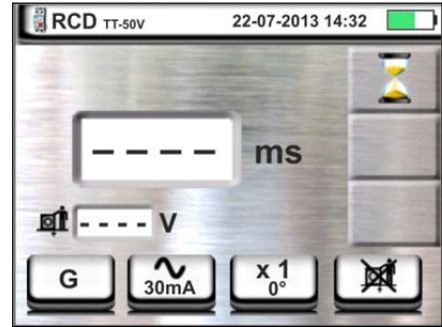 RCD TT-50V 22-07-2013 14:32
---- ms
---- V
G 30mA x 1
0°